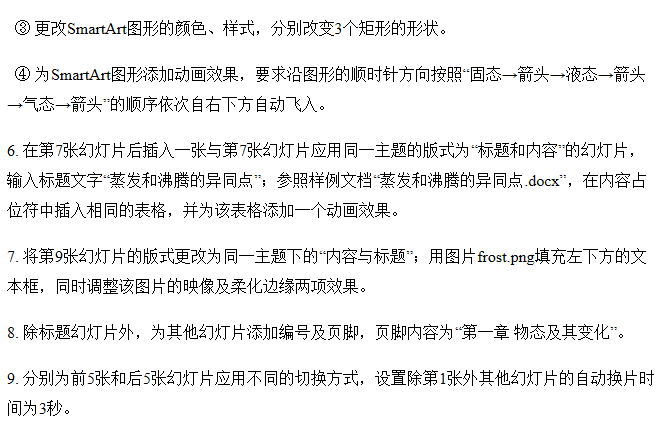 ③ 更改SmartArt图形的颜色、样式，分别改变3个矩形的形状。
④ 为SmartArt图形添加动画效果，要求沿图形的顺时针方向按照“固态→箭头→液态→箭头
→气态→箭头”的顺序依次自右下方自动飞入。
6. 在第7张幻灯片后插入一张与第7张幻灯片应用同一主题的版式为“标题和内容”的幻灯片，
输入标题文字“蒸发和沸腾的异同点”；参照样例文档“蒸发和沸腾的异同点.docx”，在内容占
位符中插入相同的表格，并为该表格添加一个动画效果。
7. 将第9张幻灯片的版式更改为同一主题下的“内容与标题”；用图片frost.png填充左下方的文
本框，同时调整该图片的映像及柔化边缘两项效果。
8. 除标题幻灯片外，为其他幻灯片添加编号及页脚，页脚内容为“第一章 物态及其变化”。
9. 分别为前5张和后5张幻灯片应用不同的切换方式，设置除第1张外其他幻灯片的自动换片时
间为3秒。